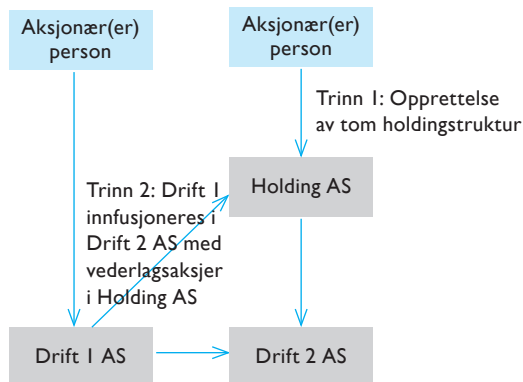 Aksjonær(er)
person
Aksjonær(er)
person
Trinn 1: Opprettelse
av tom holdingstruktur
Holding AS
Trinn 2: Drift 1
innfusjoneres i
Drift 2 AS med
vederlagsaksjer
i Holding AS
Drift 1 AS
Drift 2 AS